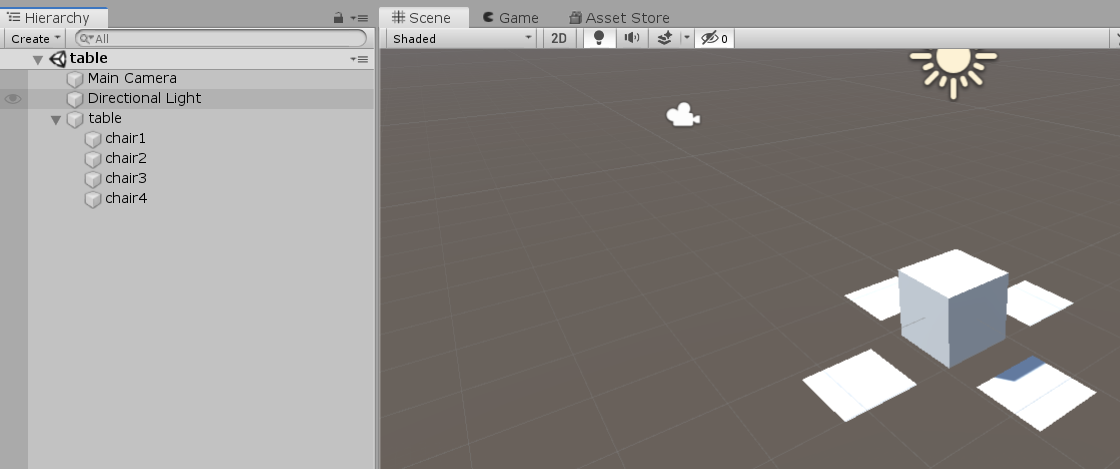 Hierarchy
Create
All
table
Main Camera
Directional Light
table
chair1
chair2
chair3
chair4
Scene Game Asset Store
Shaded 2D 0